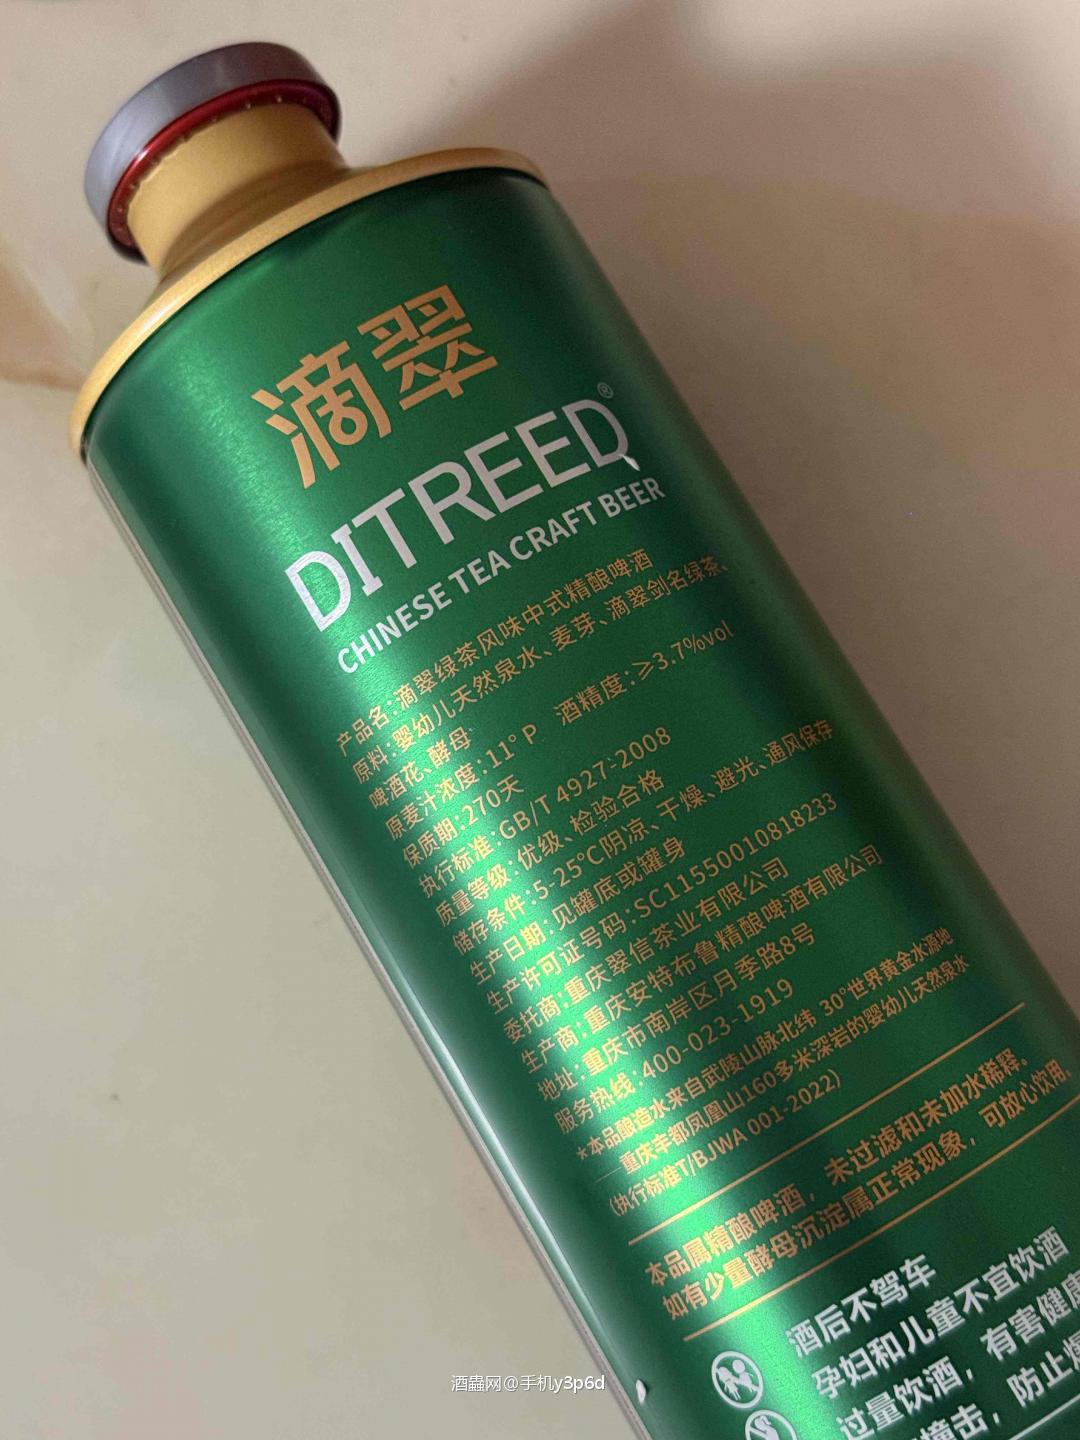 滴翠
DITREED®
CHINESE TEA CRAFT BEER
产品名:滴翠绿茶风味中式精酿啤酒
原料:婴幼儿天然泉水、麦芽、滴翠剑名绿茶、
啤酒花、酵母
原麦汁浓度:11°P 酒精度:≥3.7%vol
保质期:270天
执行标准:GB/T 4927-2008
质量等级:优级、检验合格
储存条件:5-25℃阴凉、干燥、避光、通风保存
生产日期:见罐底或罐身
生产许可证号码:SC11550010818233
委托商:重庆翠信茶业有限公司
生产商:重庆安特布鲁精酿啤酒有限公司
地址:重庆市南岸区月季路8号
服务热线:400-023-1919
*本品酿造水来自武陵山脉北纬 30°世界黄金水源地
重庆丰都凤凰山160多米深岩的婴幼儿天然泉水
(执行标准T/BJWA 001-2022)
本品属精酿啤酒，未过滤和未加水稀释。
如有少量酵母沉淀属正常现象，可放心饮用。
酒后不驾车
孕妇和儿童不宜饮酒
过量饮酒，有害健康
撞击，防止爆
酒蟲网@手机y3p6d